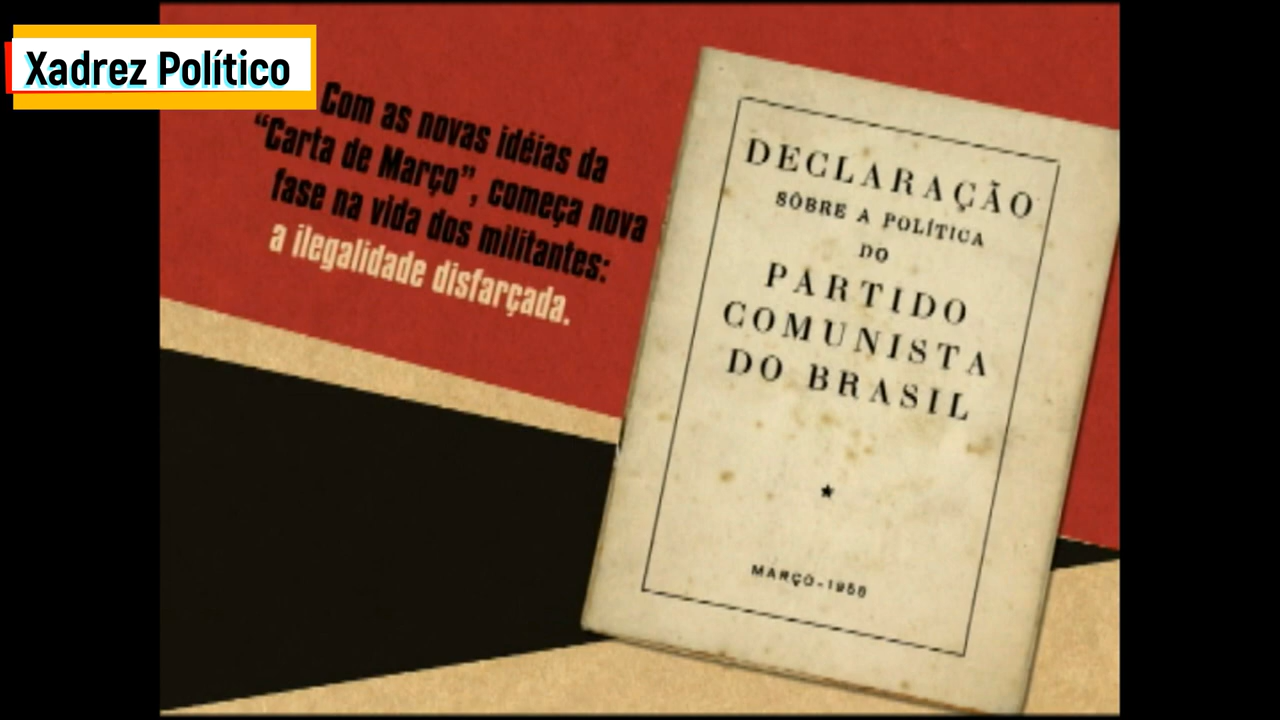 Xadrez Político
Com as novas idéias da
“Carta de Março”, começa nova
fase na vida dos militantes:
a ilegalidade disfarçada.
DECLARAÇÃO
SÔBRE A POLÍTICA
DO
PARTIDO
COMUNISTA
DO BRASIL
MARÇO-1958